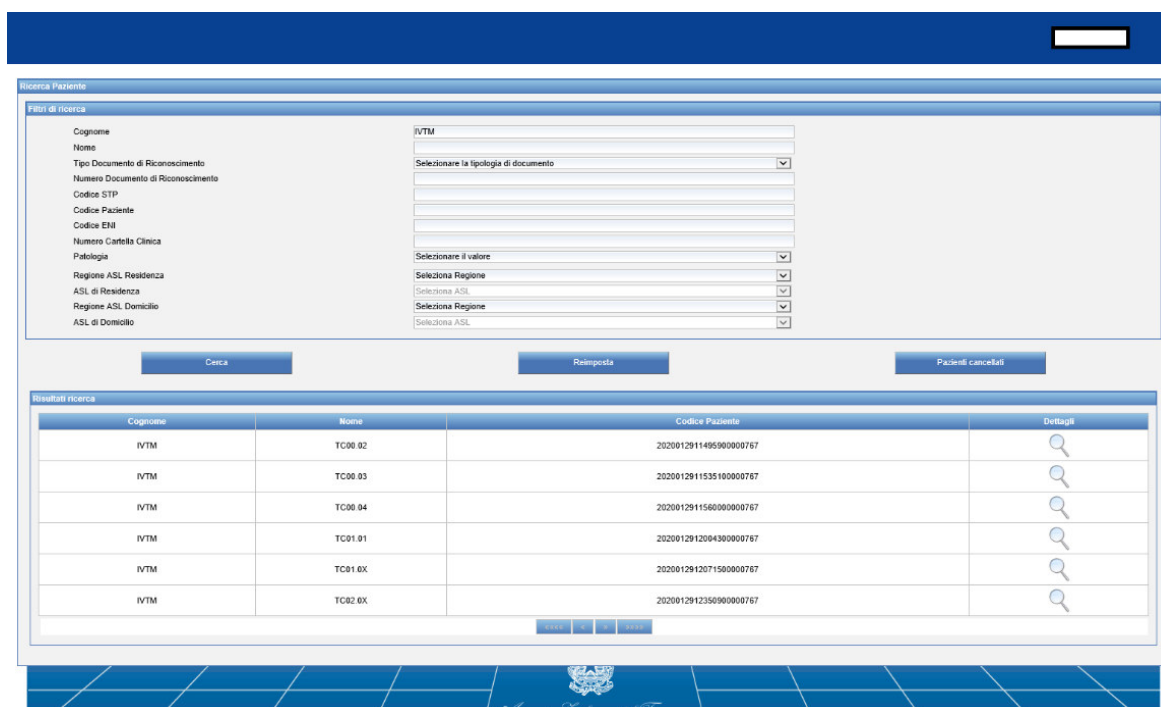 Ricerca Paziente
Filtri di ricerca
Cognome IVTM
Nome
Tipo Documento di Riconoscimento Selezionare la tipologia di documento
Numero Documento di Riconoscimento
Codice STP
Codice Paziente
Codice ENI
Numero Cartella Clinica
Patologia Selezionare il valore
Regione ASL Residenza Seleziona Regione
ASL di Residenza Seleziona ASL
Regione ASL Domicilio Seleziona Regione
ASL di Domicilio Seleziona ASL
Cerca Reimposta Pazienti cancellati
Risultati ricerca
Cognome Nome Codice Paziente Dettagli
IVTM TC00.02 2020012911495900000767
IVTM TC00.03 2020012911535100000767
IVTM TC00.04 2020012911560000000767
IVTM TC01.01 2020012912004300000767
IVTM TC01.0X 2020012912071500000767
IVTM TC02.0X 2020012912350900000767
<<<< < > >>>>